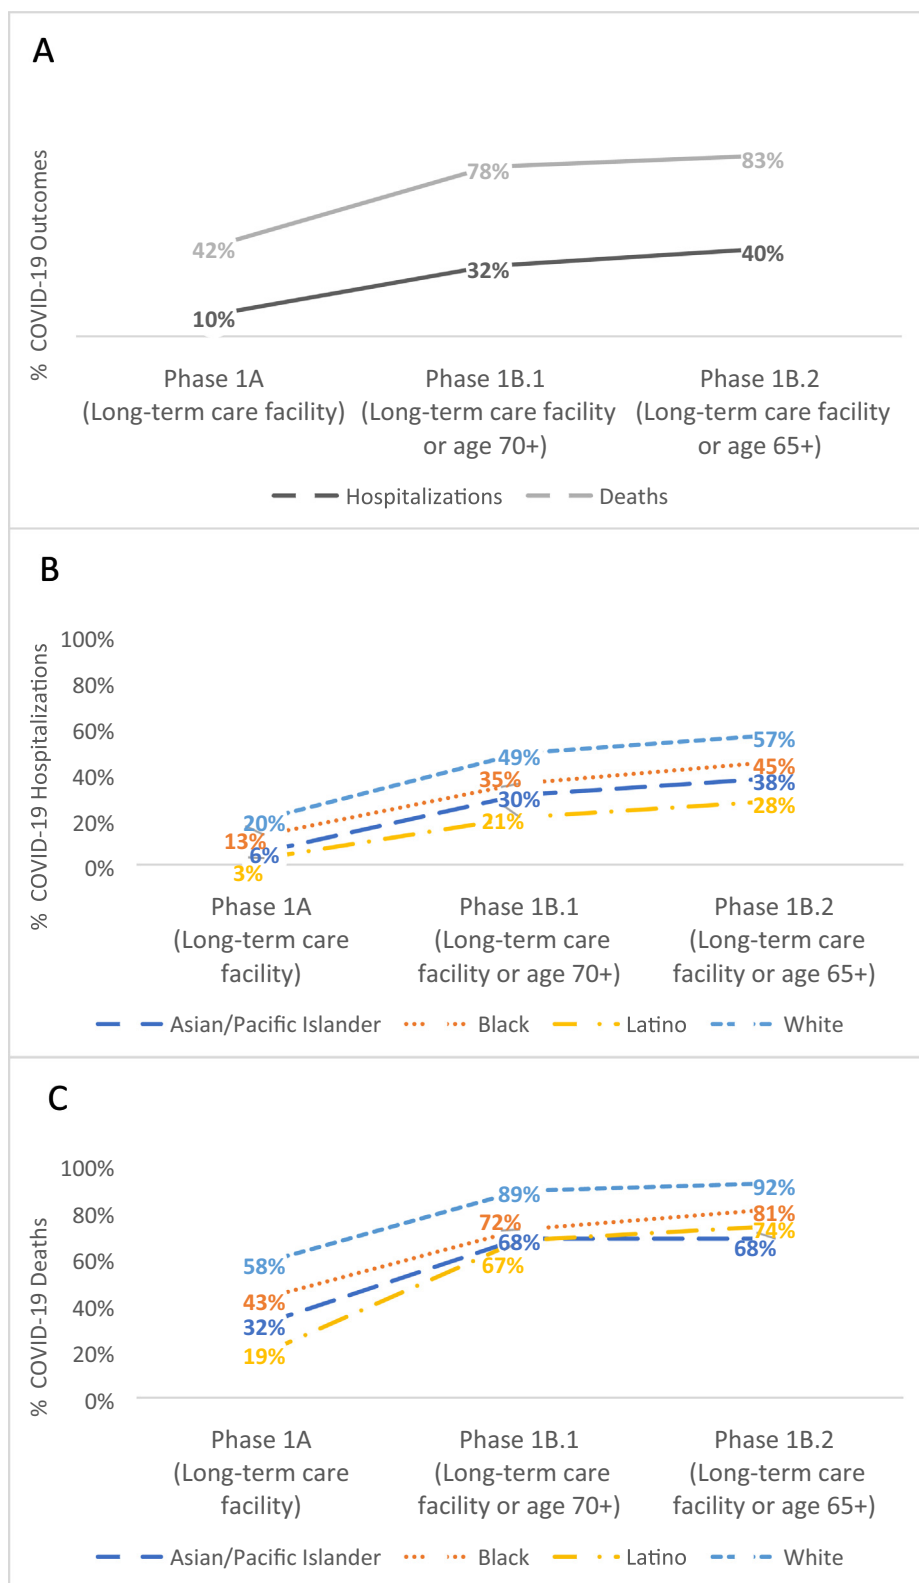 A
% COVID-19 Outcomes
78%
83%
42%
32%
40%
10%
Phase 1A
(Long-term care facility)
Phase 1B.1
(Long-term care facility
or age 70+)
Phase 1B.2
(Long-term care facility
or age 65+)
Hospitalizations
Deaths
B
% COVID-19 Hospitalizations
100%
80%
60%
40%
20%
0%
20%
13%
6%
3%
49%
35%
30%
21%
57%
45%
38%
28%
Phase 1A
(Long-term care
facility)
Phase 1B.1
(Long-term care
facility or age 70+)
Phase 1B.2
(Long-term care
facility or age 65+)
Asian/Pacific Islander
Black
Latino
White
C
% COVID-19 Deaths
100%
80%
60%
40%
20%
0%
58%
43%
32%
19%
89%
72%
68%
67%
92%
81%
74%
68%
Phase 1A
(Long-term care
facility)
Phase 1B.1
(Long-term care
facility or age 70+)
Phase 1B.2
(Long-term care
facility or age 65+)
Asian/Pacific Islander
Black
Latino
White